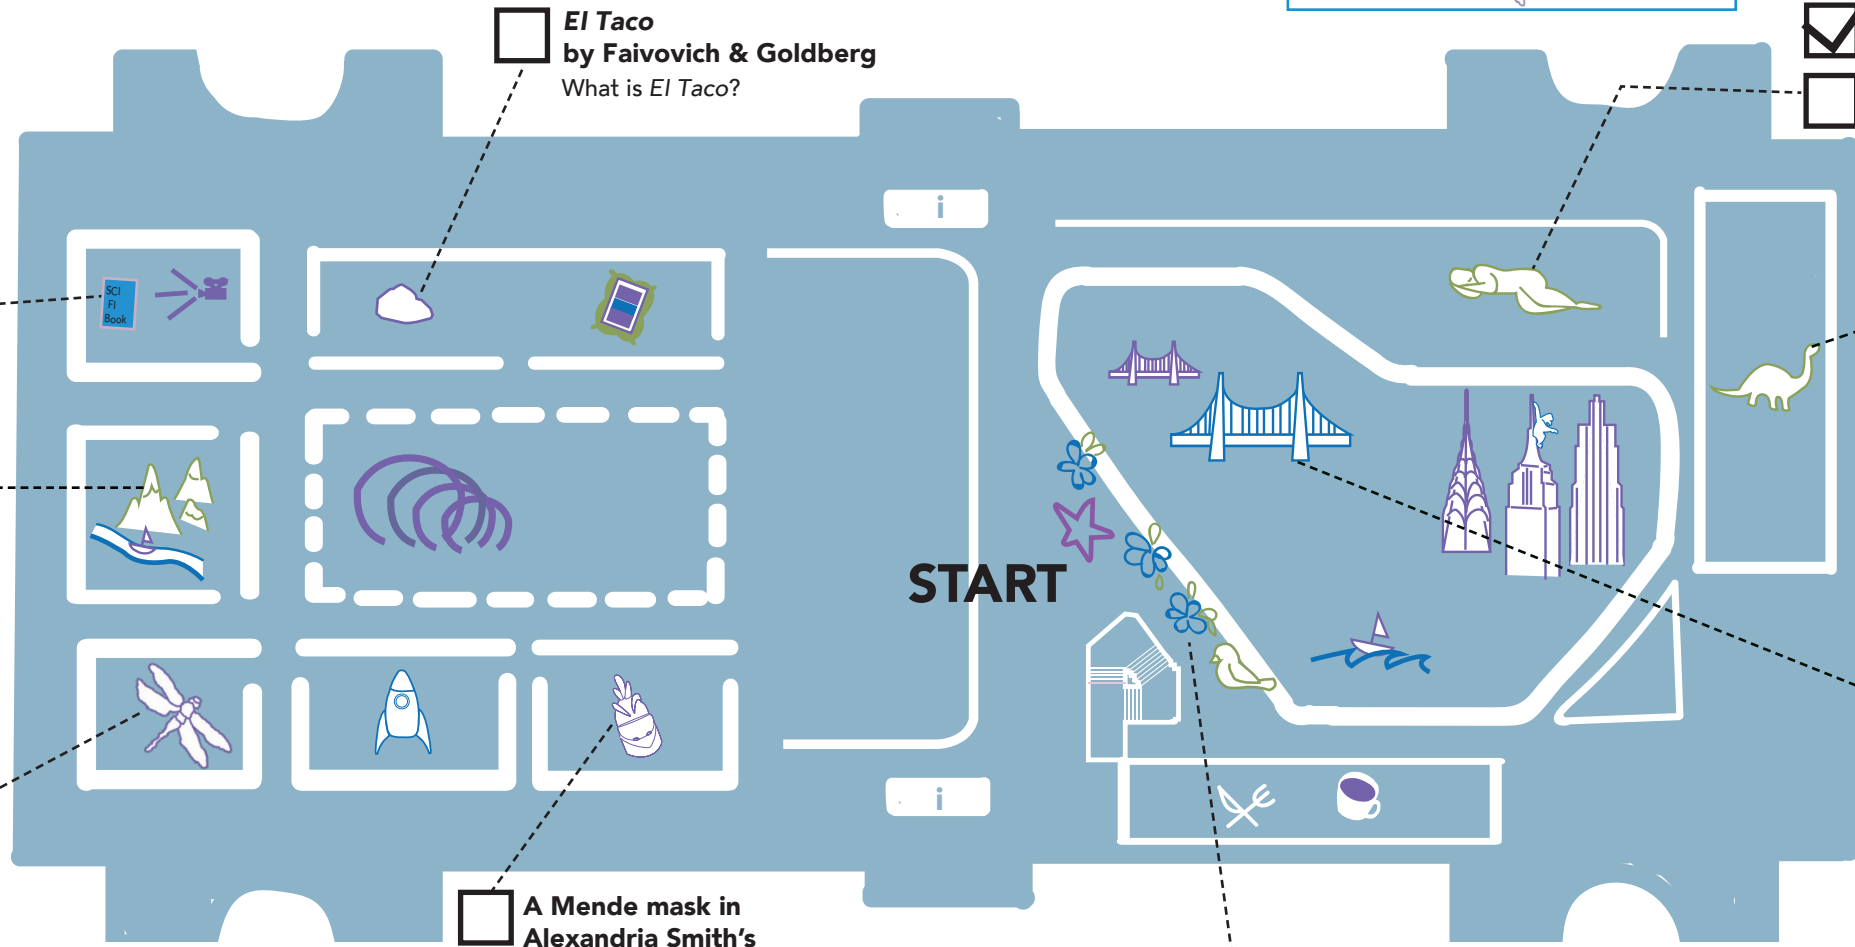 El Taco
by Faivovich & Goldberg
What is El Taco?
i
SCI
FI
Book
START
i
A Mende mask in
Alexandria Smith's